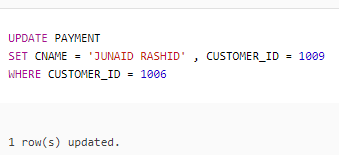 UPDATE PAYMENT
SET CNAME = 'JUNAID RASHID' , CUSTOMER_ID = 1009
WHERE CUSTOMER_ID = 1006
1 row(s) updated.